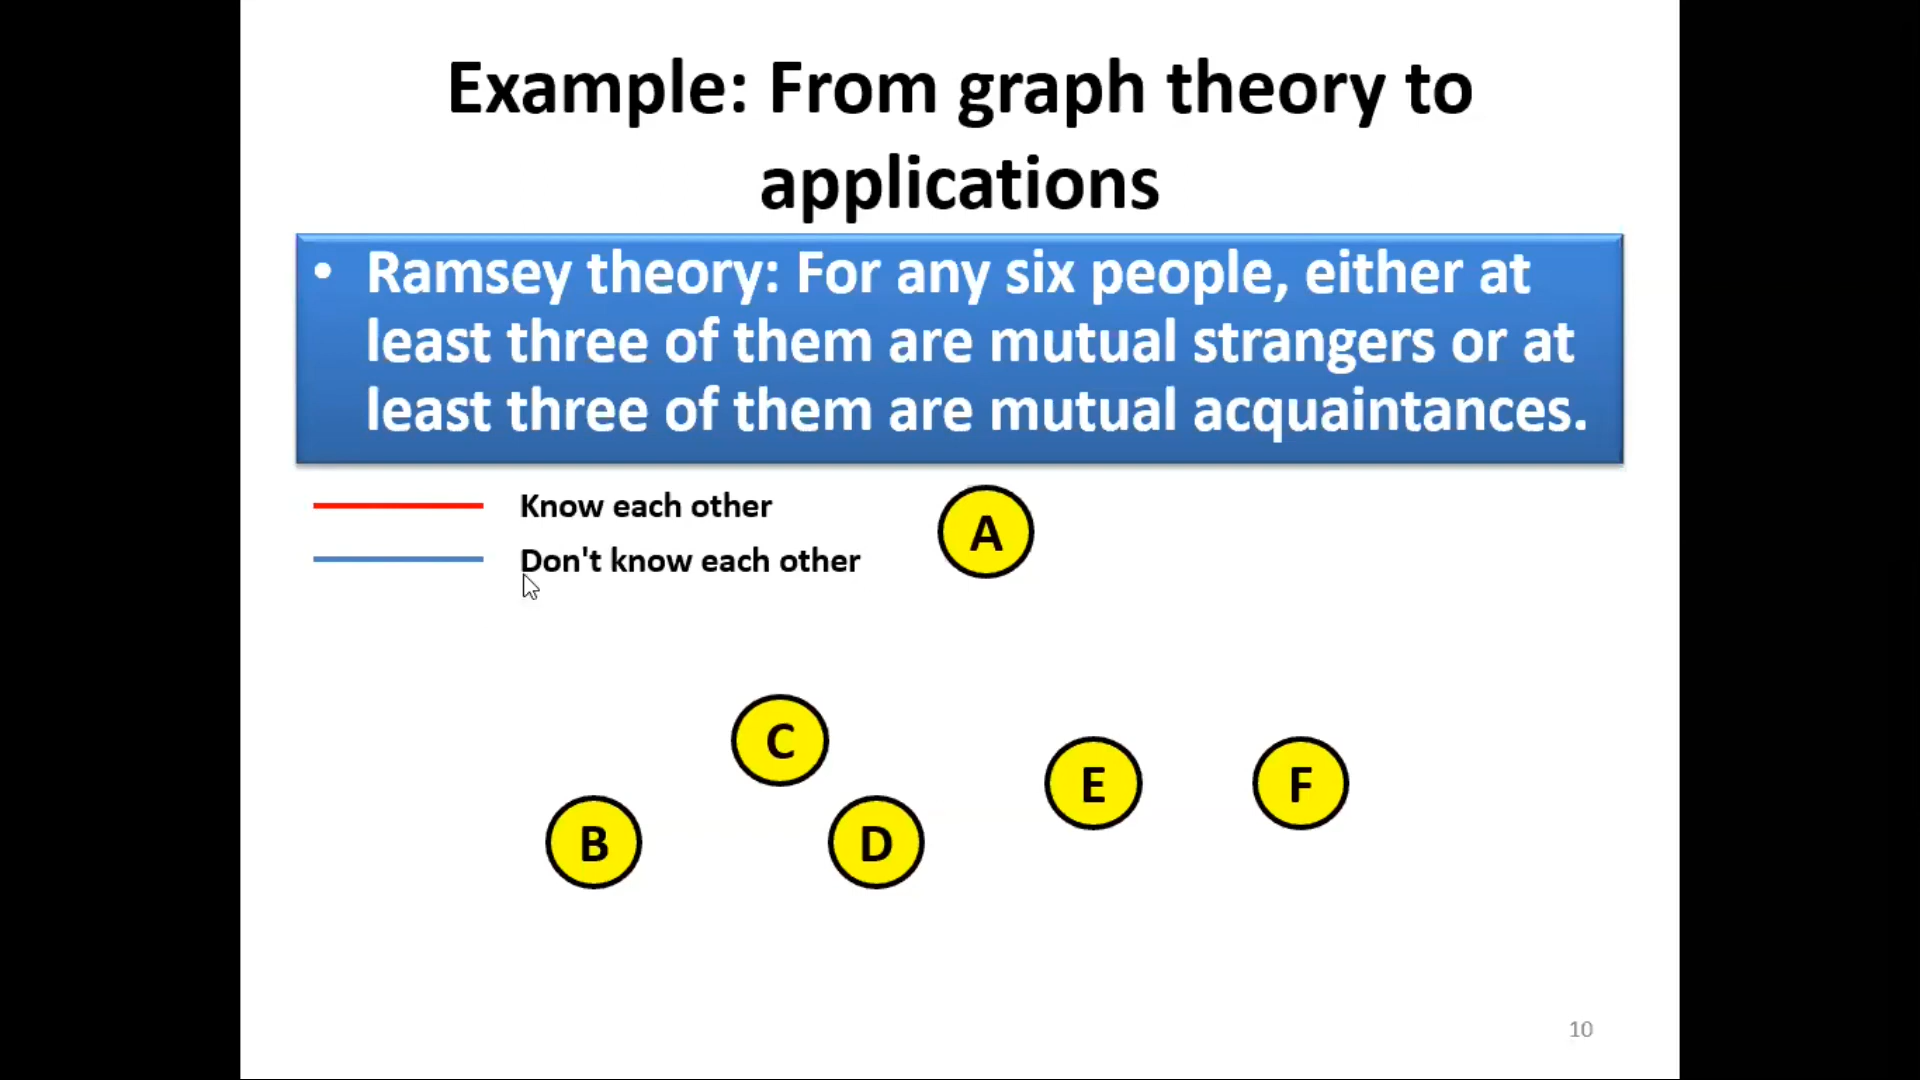 Example: From graph theory to
applications
• Ramsey theory: For any six people, either at
least three of them are mutual strangers or at
least three of them are mutual acquaintances.
Know each other
Don't know each other
A
C
E
F
B
D
10